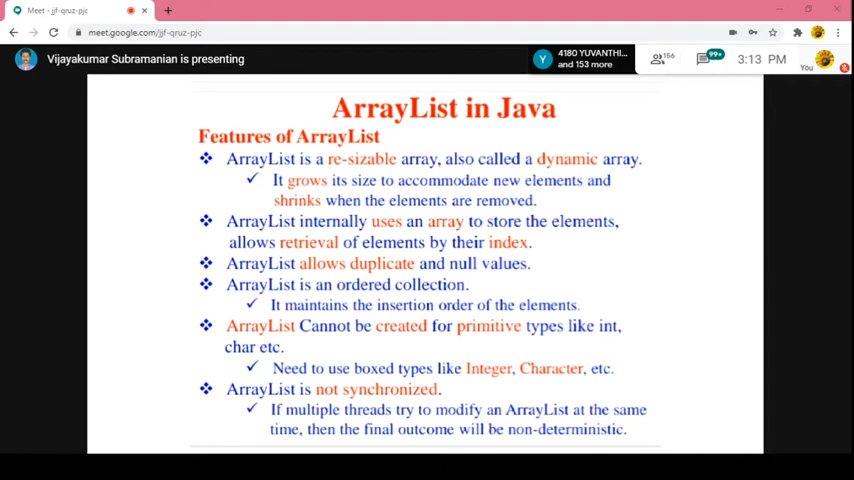 Meet - jjf-qruz-pjc
meet.google.com/jjf-qruz-pjc
Vijayakumar Subramanian is presenting
Y
4180 YUVANTHI...
and 153 more
156
99+
3:13 PM
You
ArrayList in Java
Features of ArrayList
❖ ArrayList is a re-sizable array, also called a dynamic array.
✓ It grows its size to accommodate new elements and
shrinks when the elements are removed.
❖ ArrayList internally uses an array to store the elements,
allows retrieval of elements by their index.
❖ ArrayList allows duplicate and null values.
❖ ArrayList is an ordered collection.
✓ It maintains the insertion order of the elements.
❖ ArrayList Cannot be created for primitive types like int,
char etc.
✓ Need to use boxed types like Integer, Character, etc.
❖ ArrayList is not synchronized.
✓ If multiple threads try to modify an ArrayList at the same
time, then the final outcome will be non-deterministic.